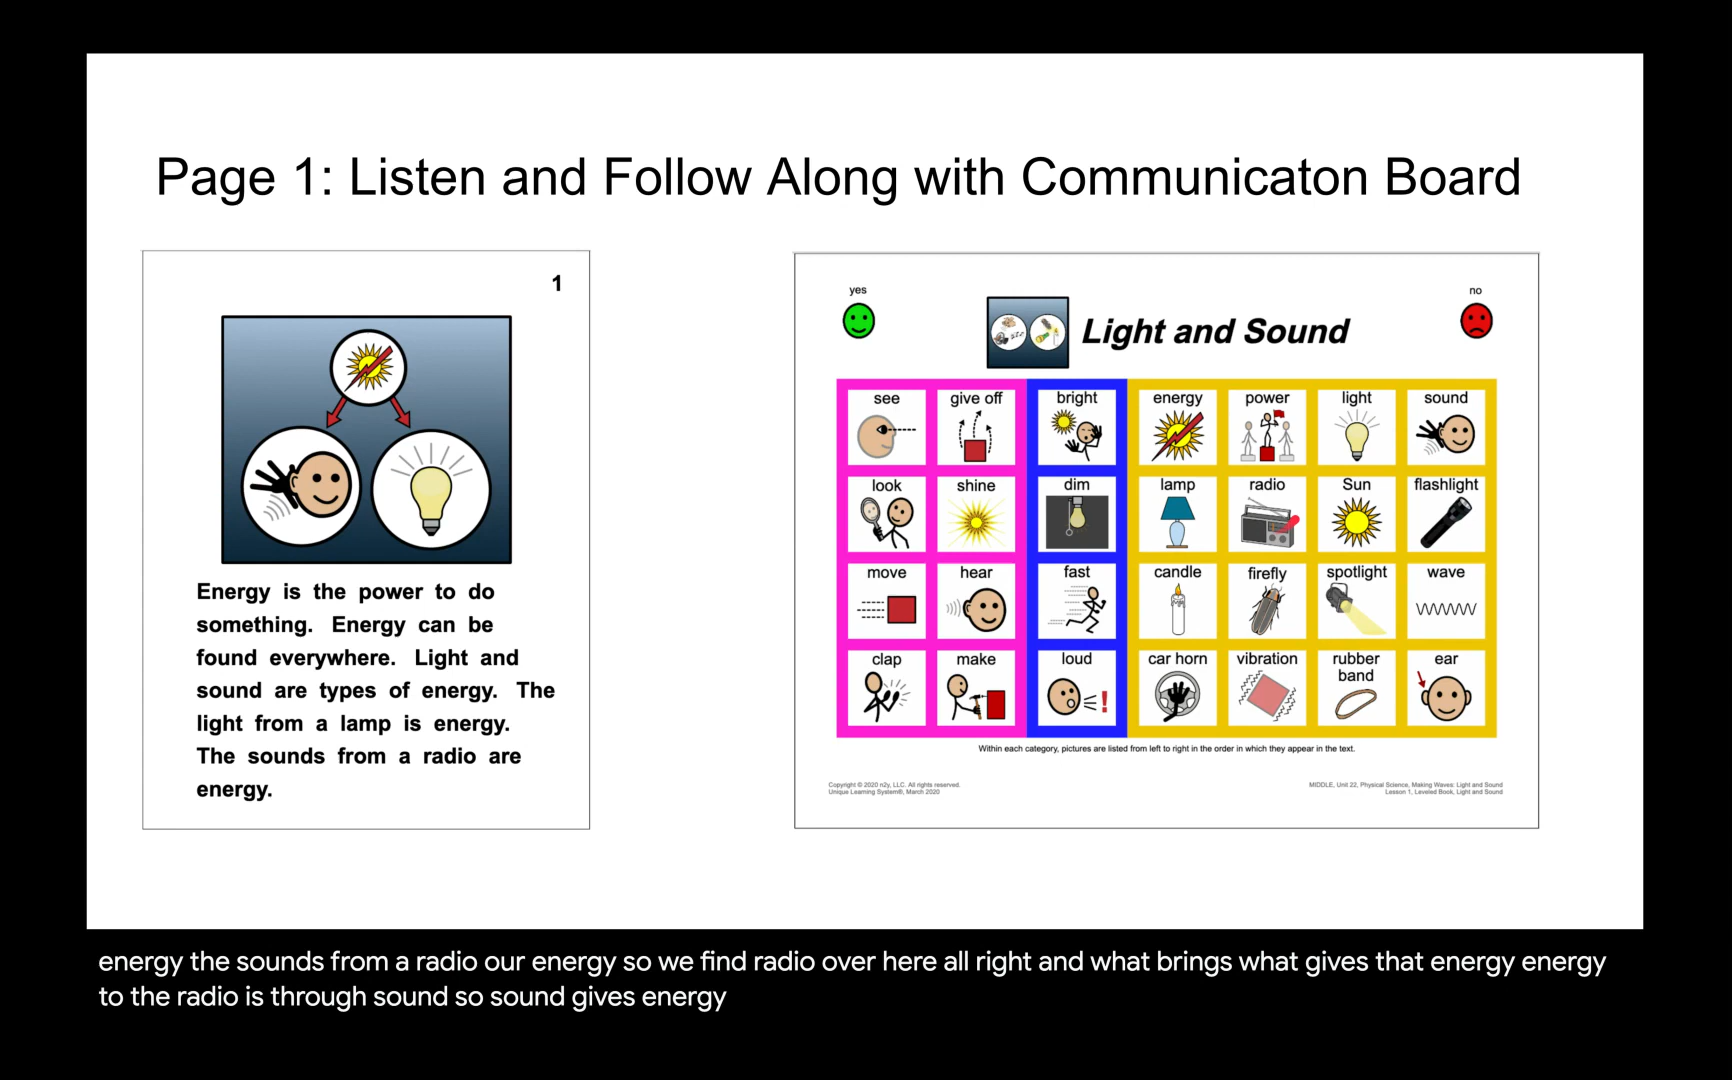 Page 1: Listen and Follow Along with Communicaton Board
1
Energy is the power to do
something. Energy can be
found everywhere. Light and
sound are types of energy. The
light from a lamp is energy.
The sounds from a radio are
energy.
yes
no
Light and Sound
see give off bright energy power light sound
look shine dim lamp radio Sun flashlight
move hear fast candle firefly spotlight wave
clap make loud car horn vibration rubber band ear
Within each category, pictures are listed from left to right in the order in which they appear in the text.
Copyright © 2020 n2y, LLC. All rights reserved.
Unique Learning System®, March 2020
MIDDLE, Unit 22, Physical Science, Making Waves: Light and Sound
Lesson 1, Leveled Book, Light and Sound
energy the sounds from a radio our energy so we find radio over here all right and what brings what gives that energy energy
to the radio is through sound so sound gives energy